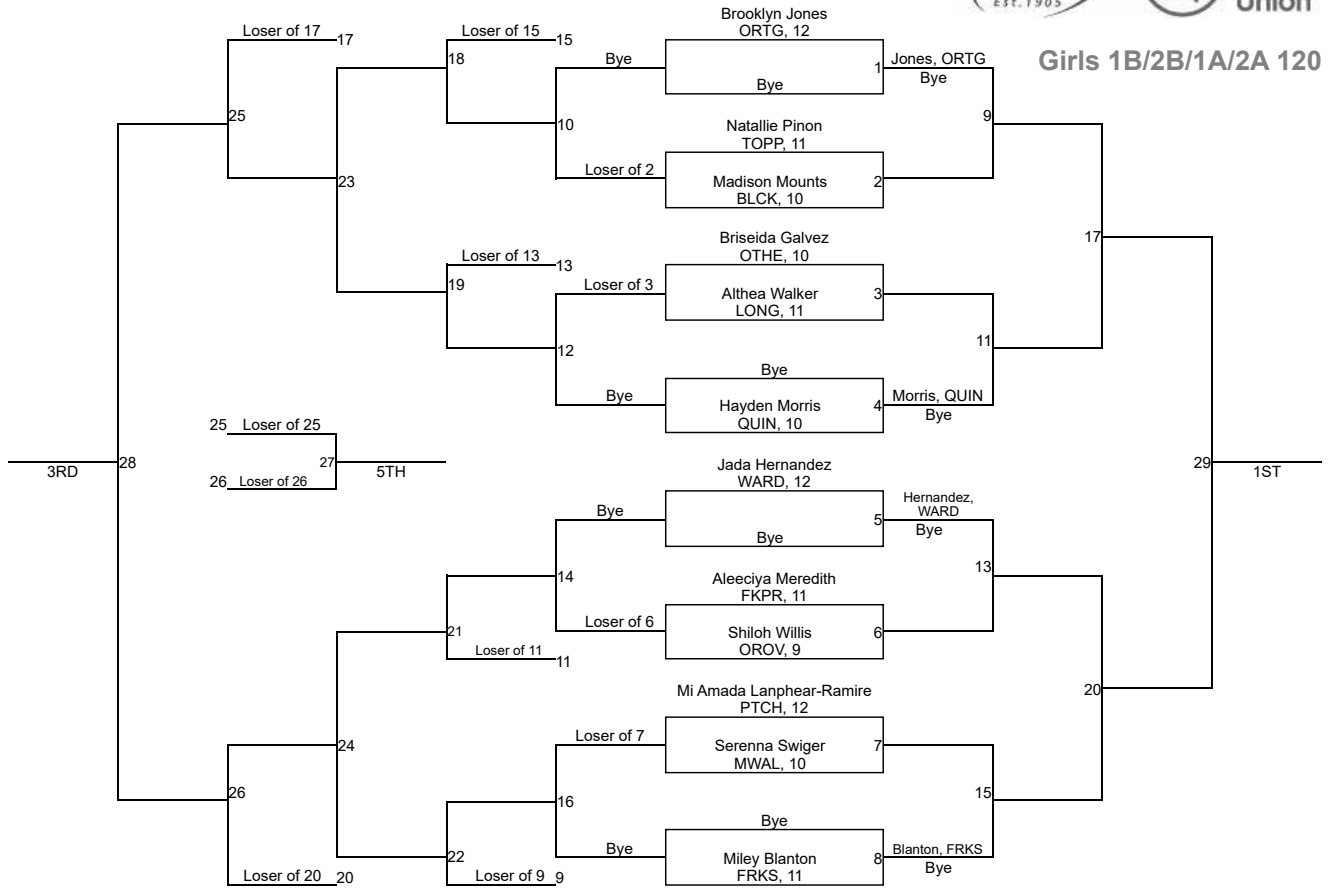 EST. 1905
Union
Girls 1B/2B/1A/2A 120
Loser of 17
17
Loser of 15
15
18
Bye
Brooklyn Jones
ORTG, 12
Bye
1
Jones, ORTG
Bye
25
10
9
Natallie Pinon
TOPP, 11
Loser of 2
Madison Mounts
BLCK, 10
2
23
17
Briseida Galvez
OTHE, 10
Loser of 13
13
19
Loser of 3
Althea Walker
LONG, 11
3
12
11
Bye
Bye
Hayden Morris
QUIN, 10
4
Morris, QUIN
Bye
25
Loser of 25
3RD
28
27
5TH
26
Loser of 26
29
1ST
Jada Hernandez
WARD, 12
Bye
Bye
5
Hernandez,
WARD
Bye
14
13
Aleeciya Meredith
FKPR, 11
Loser of 6
Shiloh Willis
OROV, 9
6
21
Loser of 11
11
20
Mi Amada Lanphear-Ramire
PTCH, 12
24
Loser of 7
Serenna Swiger
MWAL, 10
7
26
16
15
Bye
Bye
Miley Blanton
FRKS, 11
8
Blanton, FRKS
Bye
22
Loser of 20
20
Loser of 9
9